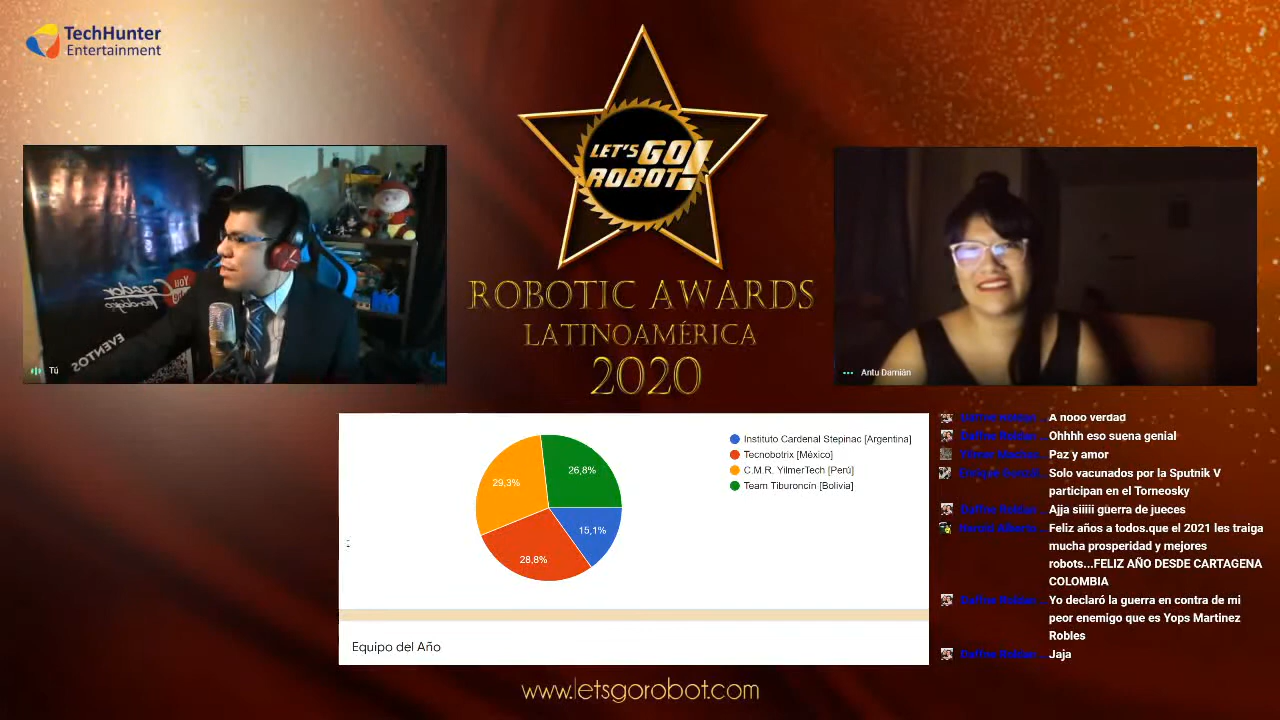 TechHunter
Entertainment
LET'S GO
ROBOT!
ROBOTIC AWARDS
LATINOAMÉRICA
2020
You
Creador
EVENTOS
Tú
Antu Damián
29,3%
26,8%
15,1%
28,8%
Instituto Cardenal Stepinac [Argentina]
Tecnobotrix [México]
C.M.R. YilmerTech [Perú]
Team Tiburoncín [Bolivia]
Equipo del Año
A nooo verdad
Ohhhh eso suena genial
Paz y amor
Solo vacunados por la Sputnik V
participan en el Torneosky
Ajja siiiii guerra de jueces
Feliz años a todos.que el 2021 les traiga
mucha prosperidad y mejores
robots...FELIZ AÑO DESDE CARTAGENA
COLOMBIA
Yo declaró la guerra en contra de mi
peor enemigo que es Yops Martinez
Robles
Jaja
www.letsgorobot.com